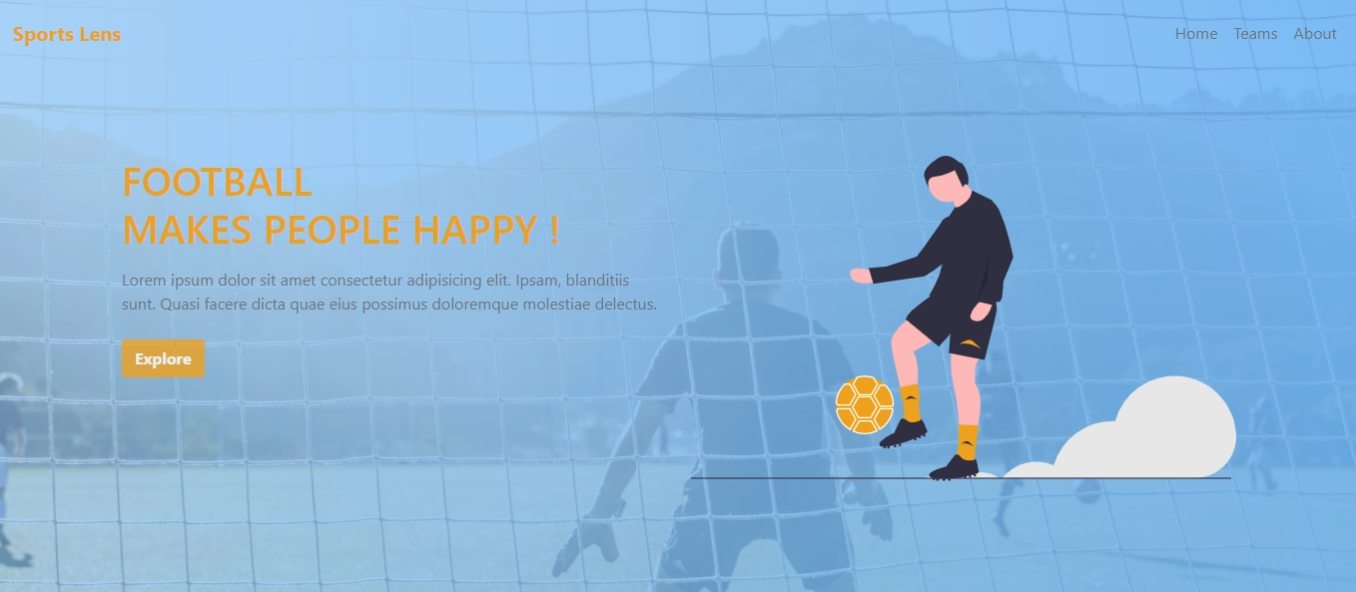 Sports Lens
Home Teams About
FOOTBALL
MAKES PEOPLE HAPPY !
Lorem ipsum dolor sit amet consectetur adipisicing elit. Ipsam, blanditiis
sunt. Quasi facere dicta quae eius possimus doloremque molestiae delectus.
Explore